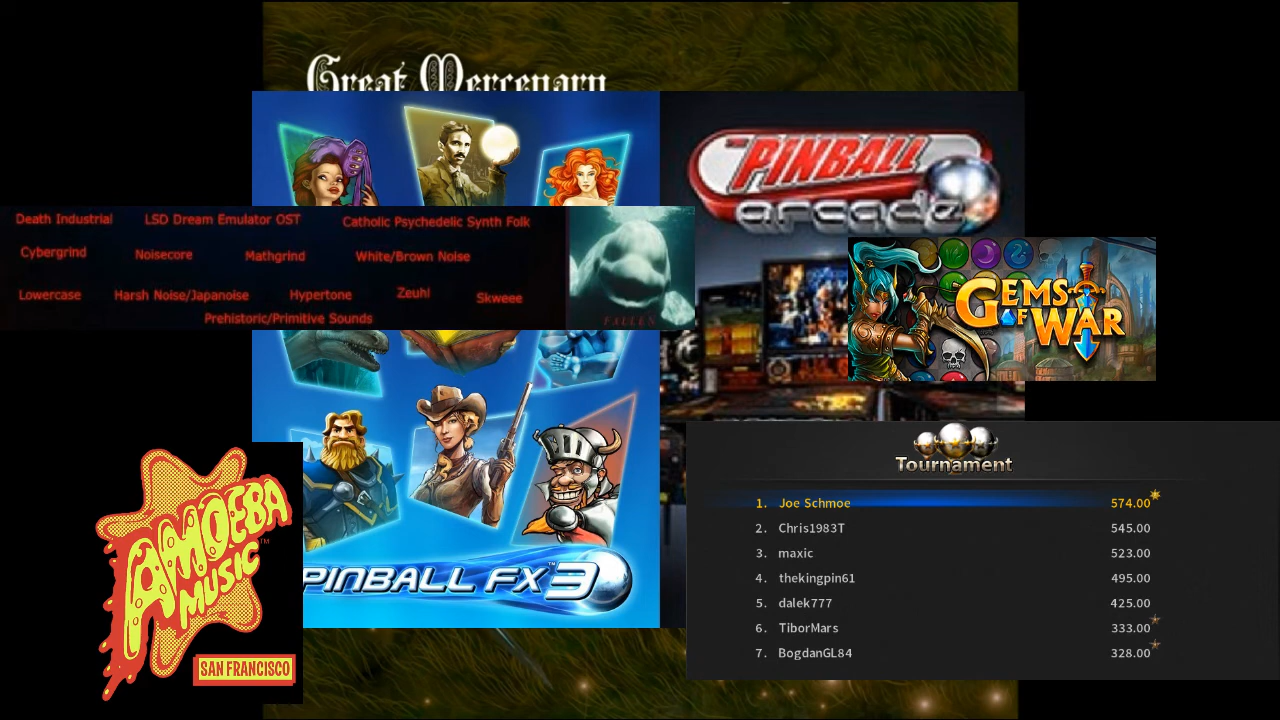 Great Mercenary
THE PINBALL
arcade
Death Industrial LSD Dream Emulator OST Catholic Psychedelic Synth Folk
Cybergrind Noisecore Mathgrind White/Brown Noise
Lowercase Harsh Noise/Japanoise Hypertone Zeuhl Skweee
Prehistoric/Primitive Sounds
FALLEN
GEMS
OF WAR
Tournament
1. Joe Schmoe 574.00
2. Chris1983T 545.00
3. maxic 523.00
4. thekingpin61 495.00
5. dalek777 425.00
6. TiborMars 333.00
7. BogdanGL84 328.00
AMOEBA
MUSIC™
SAN FRANCISCO
PINBALL FX™3